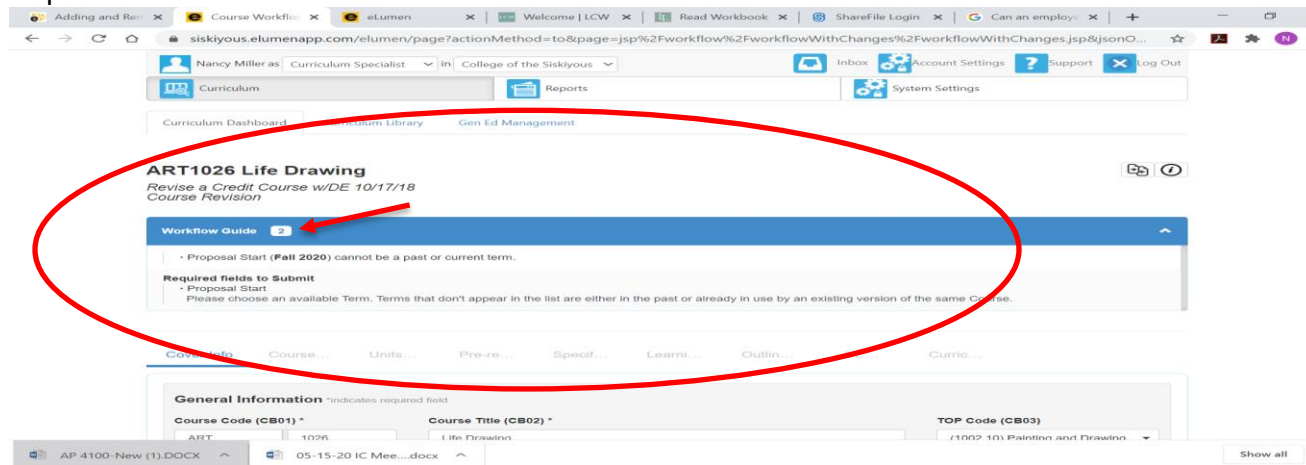 Adding and Rem
Course Workflo
eLumen
Welcome | LCW
Read Workbook
ShareFile Login
Can an employe
siskiyous.elumenapp.com/elumen/page?actionMethod=to&page=jsp%2Fworkflow%2FworkflowWithChanges%2FworkflowWithChanges.jsp&jsonO...
N
Nancy Miller as Curriculum Specialist in College of the Siskiyous
Inbox Account Settings ? Support Log Out
Curriculum Reports System Settings
Curriculum Dashboard Curriculum Library Gen Ed Management
ART1026 Life Drawing
Revise a Credit Course w/DE 10/17/18
Course Revision
Workflow Guide 2
· Proposal Start (Fall 2020) cannot be a past or current term.
Required fields to Submit
· Proposal Start
Please choose an available Term. Terms that don't appear in the list are either in the past or already in use by an existing version of the same Course.
Cover Info Course... Units... Pre-re... Specif... Learni... Outlin... Curric...
General Information *indicates required field
Course Code (CB01) * Course Title (CB02) * TOP Code (CB03)
ART 1026 Life Drawing (1002.10) Painting and Drawing
AP 4100-New (1).DOCX 05-15-20 IC Mee....docx Show all